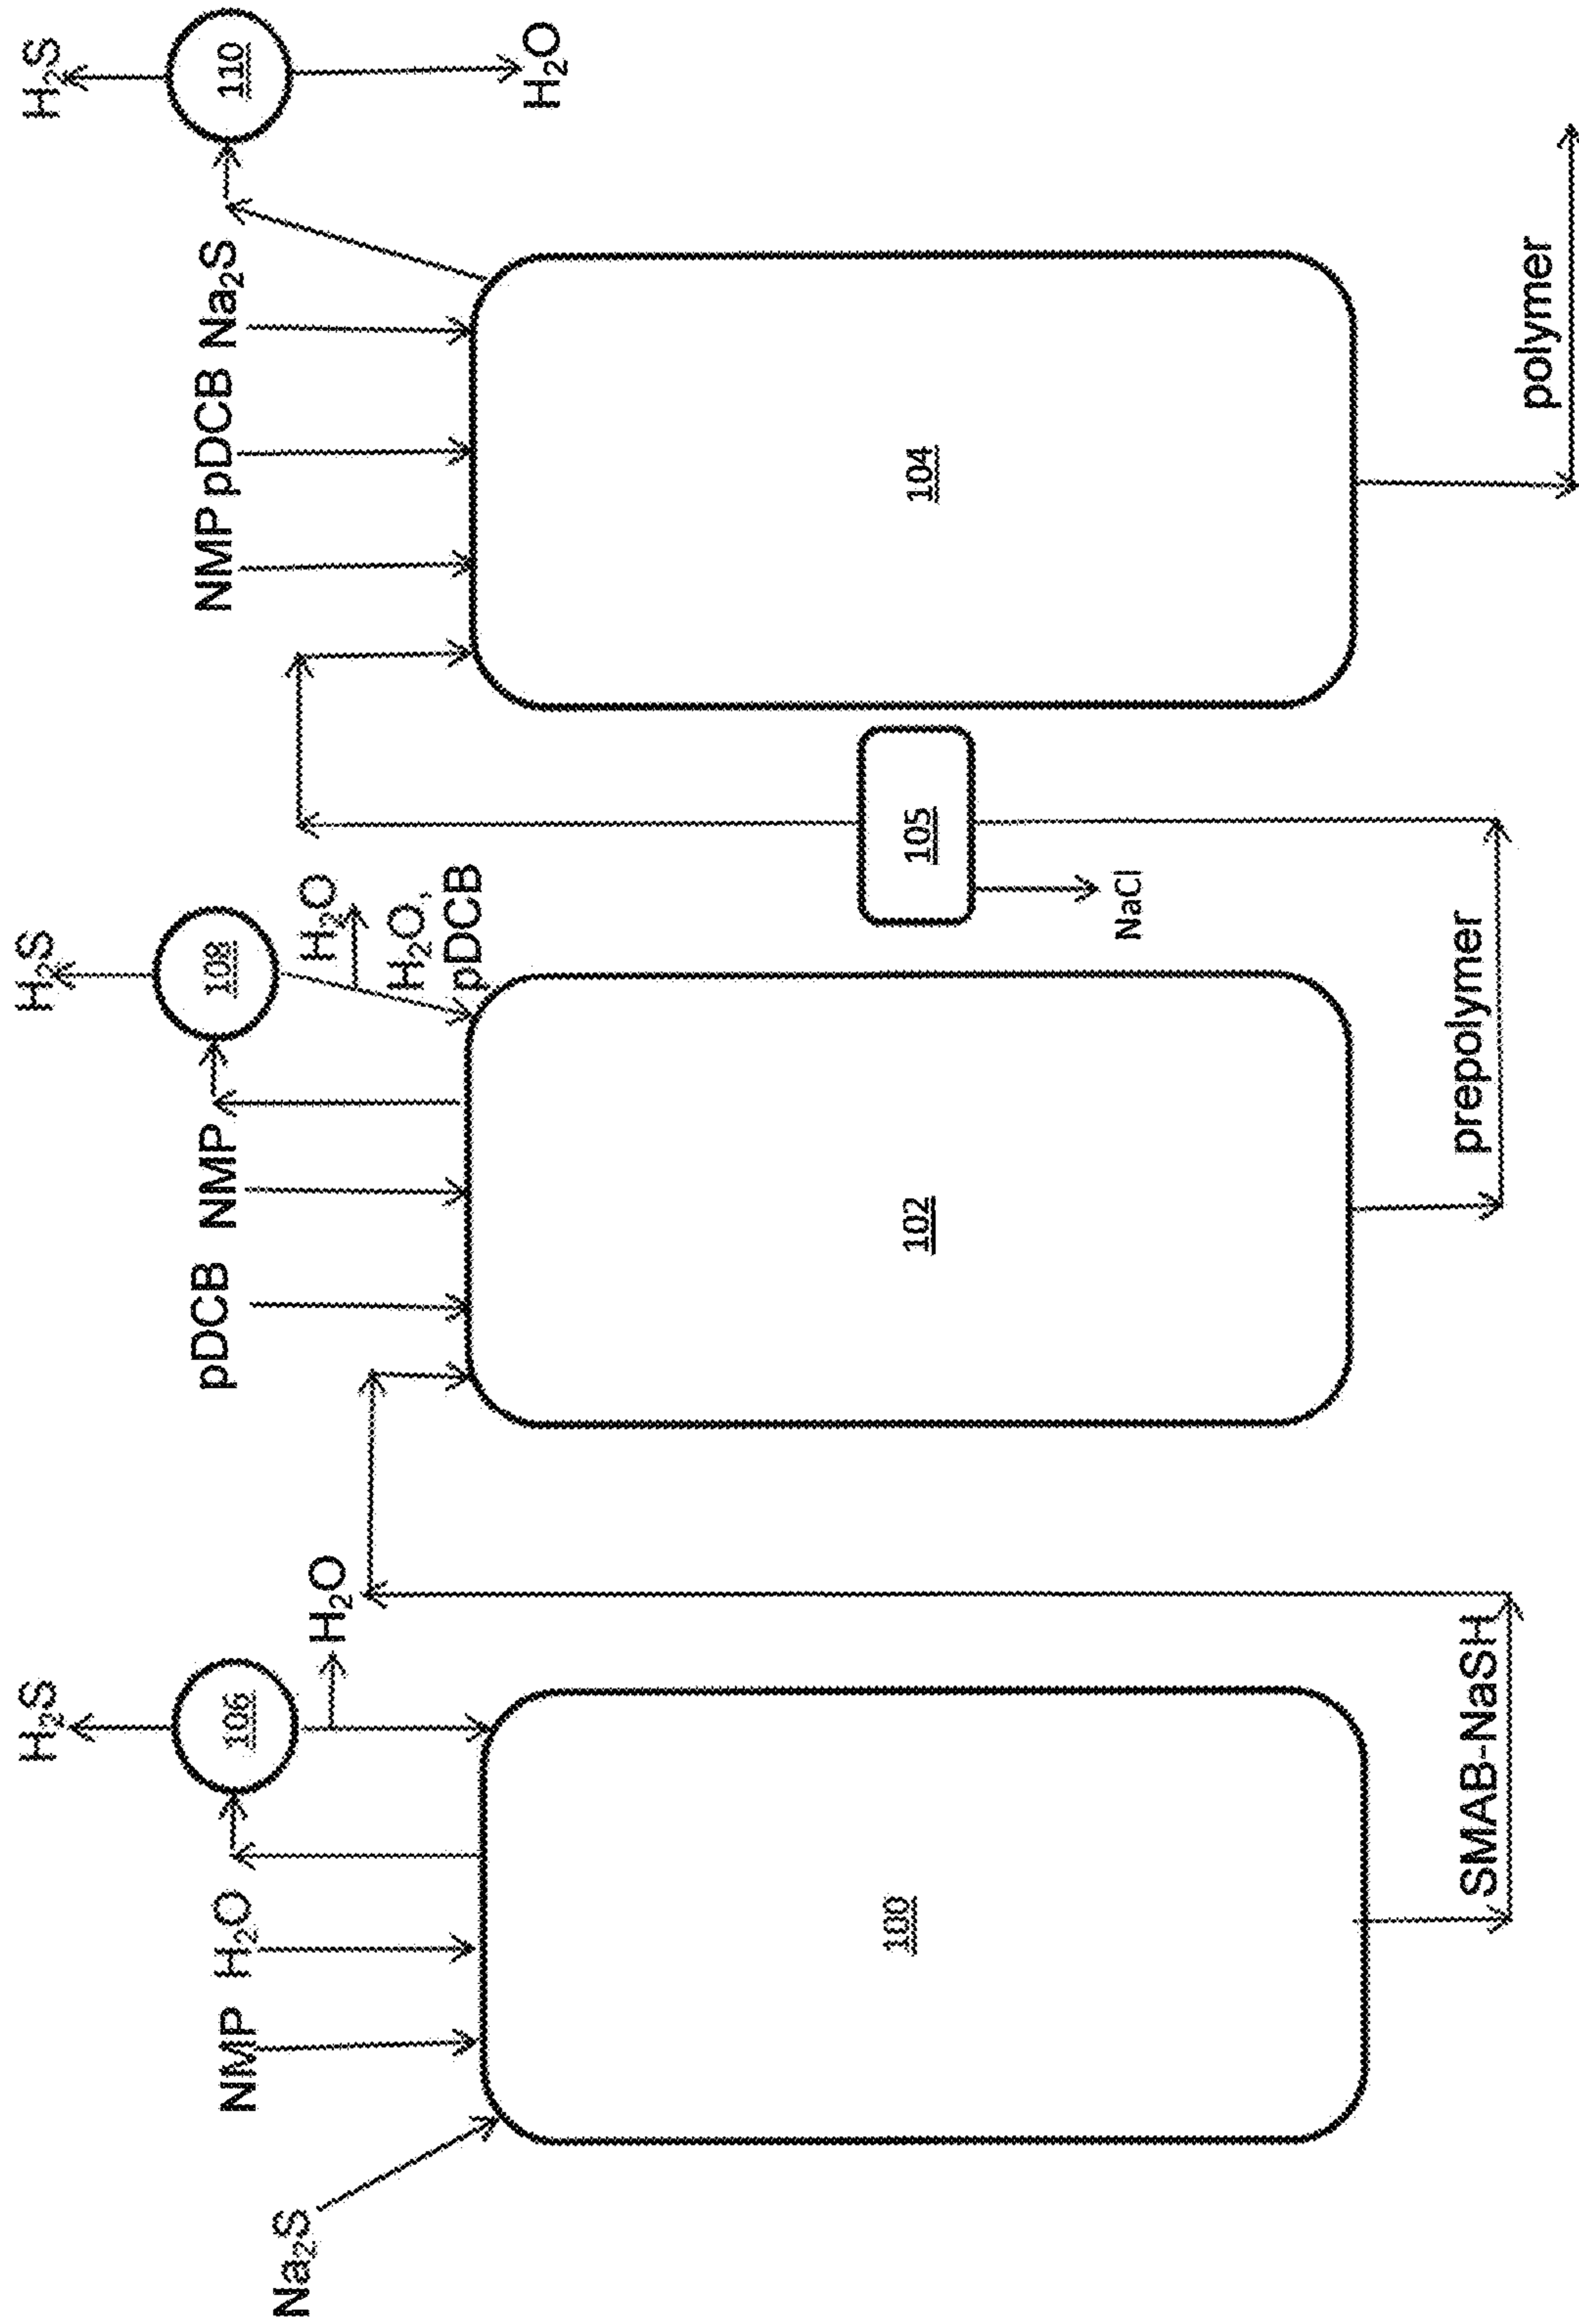 H2S
H2S
H2S
Na2S
NMP
H2O
106
H2O
pDCB
NMP
108
H2O
H2O,
pDCB
NMP
pDCB
Na2S
110
H2O
100
102
105
NaCl
104
SMAB-NaSH
prepolymer
polymer